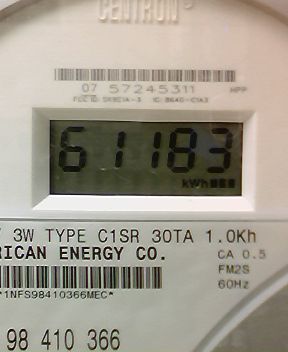 CENTRON®
07 57245311 HPP
61183
kWh
3W TYPE C1SR 30TA 1.0Kh
RICAN ENERGY CO. CA 0.5
FM2S
*1NFS98410366MEC* 60Hz
98 410 366